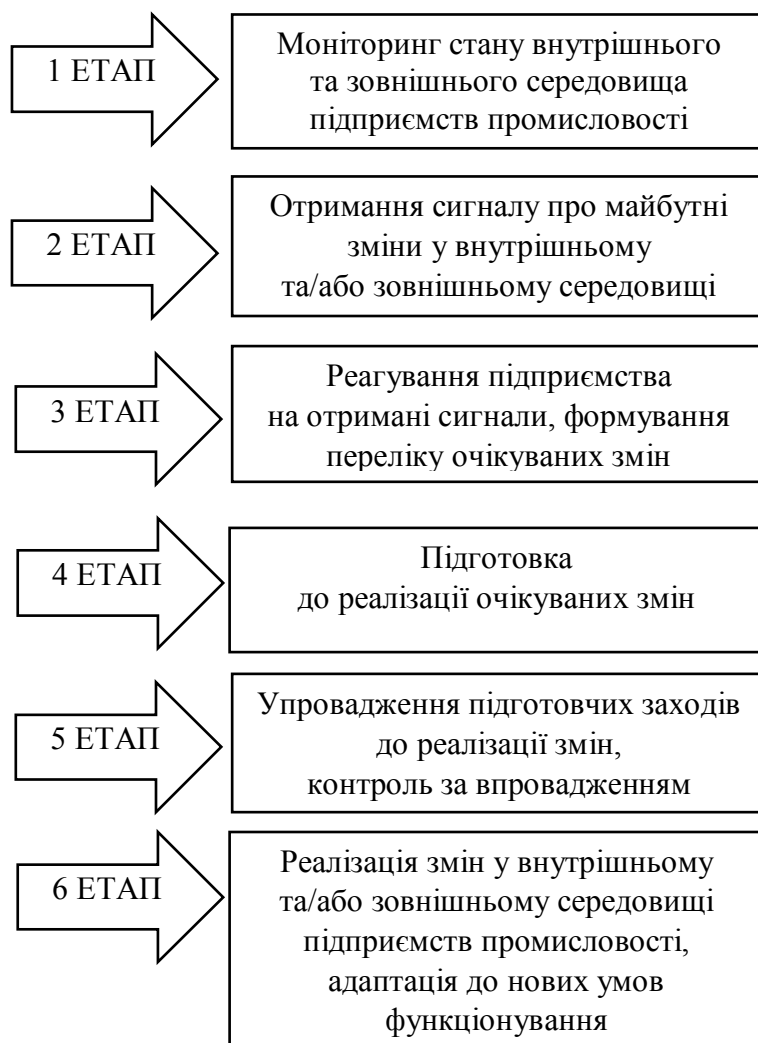 1 ЕТАП
Моніторинг стану внутрішнього
та зовнішнього середовища
підприємств промисловості
2 ЕТАП
Отримання сигналу про майбутні
зміни у внутрішньому
та/або зовнішньому середовищі
3 ЕТАП
Реагування підприємства
на отримані сигнали, формування
переліку очікуваних змін
4 ЕТАП
Підготовка
до реалізації очікуваних змін
5 ЕТАП
Упровадження підготовчих заходів
до реалізації змін,
контроль за впровадженням
6 ЕТАП
Реалізація змін у внутрішньому
та/або зовнішньому середовищі
підприємств промисловості,
адаптація до нових умов
функціонування